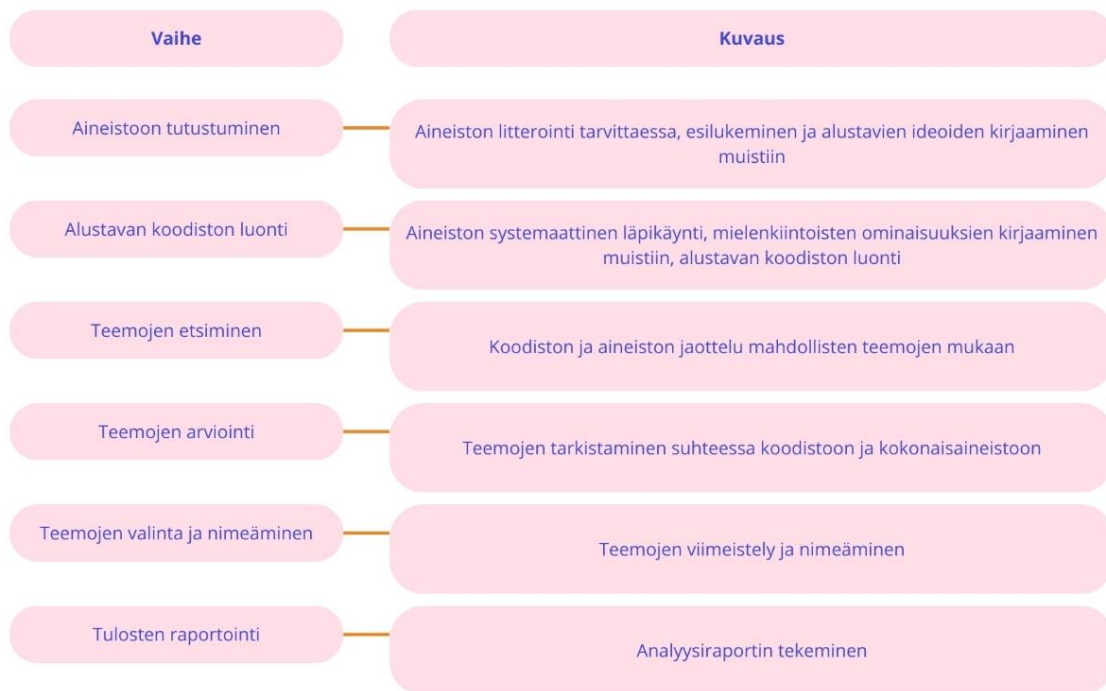 Vaihe
Kuvaus
Aineistoon tutustuminen
Aineiston litterointi tarvittaessa, esilukeminen ja alustavien ideoiden kirjaaminen
muistiin
Alustavan koodiston luonti
Aineiston systemaattinen läpikäynti, mielenkiintoisten ominaisuuksien kirjaaminen
muistiin, alustavan koodiston luonti
Teemojen etsiminen
Koodiston ja aineiston jaottelu mahdollisten teemojen mukaan
Teemojen arviointi
Teemojen tarkistaminen suhteessa koodistoon ja kokonaisaineistoon
Teemojen valinta ja nimeäminen
Teemojen viimeistely ja nimeäminen
Tulosten raportointi
Analyysiraportin tekeminen